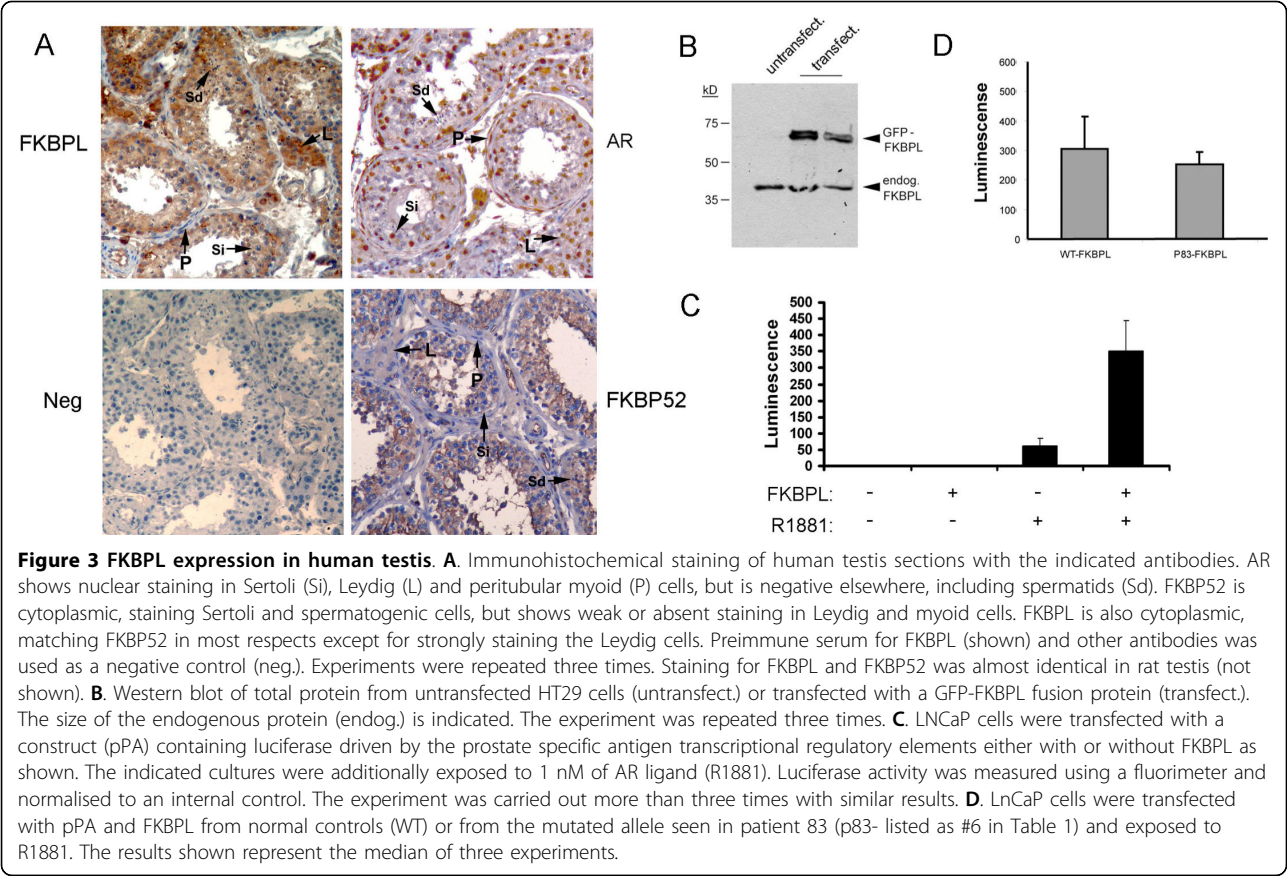 A
FKBPL
Sd
L
P
Si
Sd
P
Si
L
AR
Neg
L
P
Si
Sd
FKBP52
B
untransfect.
transfect.
kD
75
50
35
GFP-
FKBPL
endog.
FKBPL
D
Luminescense
600
500
400
300
200
100
0
WT-FKBPL
P83-FKBPL
C
Luminescence
500
450
400
350
300
250
200
150
100
50
0
FKBPL: - + - +
R1881: - - + +
Figure 3 FKBPL expression in human testis. A. Immunohistochemical staining of human testis sections with the indicated antibodies. AR
shows nuclear staining in Sertoli (Si), Leydig (L) and peritubular myoid (P) cells, but is negative elsewhere, including spermatids (Sd). FKBP52 is
cytoplasmic, staining Sertoli and spermatogenic cells, but shows weak or absent staining in Leydig and myoid cells. FKBPL is also cytoplasmic,
matching FKBP52 in most respects except for strongly staining the Leydig cells. Preimmune serum for FKBPL (shown) and other antibodies was
used as a negative control (neg.). Experiments were repeated three times. Staining for FKBPL and FKBP52 was almost identical in rat testis (not
shown). B. Western blot of total protein from untransfected HT29 cells (untransfect.) or transfected with a GFP-FKBPL fusion protein (transfect.).
The size of the endogenous protein (endog.) is indicated. The experiment was repeated three times. C. LNCaP cells were transfected with a
construct (pPA) containing luciferase driven by the prostate specific antigen transcriptional regulatory elements either with or without FKBPL as
shown. The indicated cultures were additionally exposed to 1 nM of AR ligand (R1881). Luciferase activity was measured using a fluorimeter and
normalised to an internal control. The experiment was carried out more than three times with similar results. D. LnCaP cells were transfected
with pPA and FKBPL from normal controls (WT) or from the mutated allele seen in patient 83 (p83- listed as #6 in Table 1) and exposed to
R1881. The results shown represent the median of three experiments.